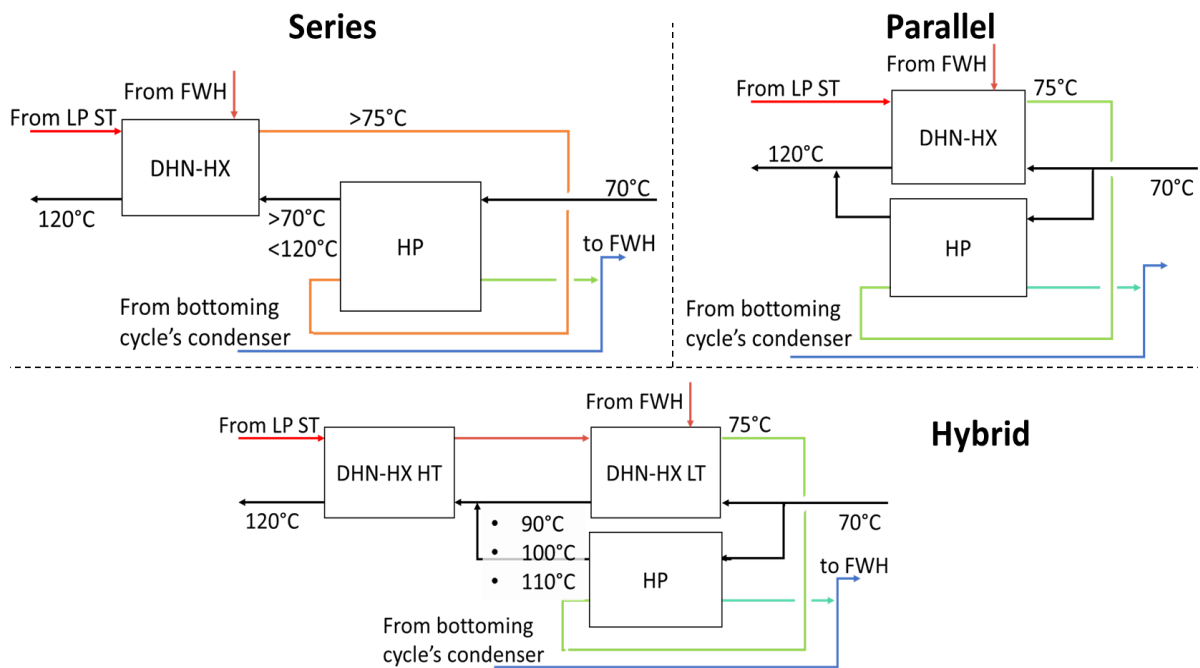 Series
From FWH
From LP ST
>75°C
DHN-HX
70°C
120°C
>70°C
<120°C
HP
to FWH
From bottoming
cycle’s condenser
Parallel
From FWH
From LP ST
75°C
DHN-HX
120°C
70°C
HP
From bottoming
cycle’s condenser
Hybrid
From FWH
From LP ST
75°C
DHN-HX HT
DHN-HX LT
120°C
70°C
• 90°C
• 100°C
• 110°C
HP
to FWH
From bottoming
cycle’s condenser